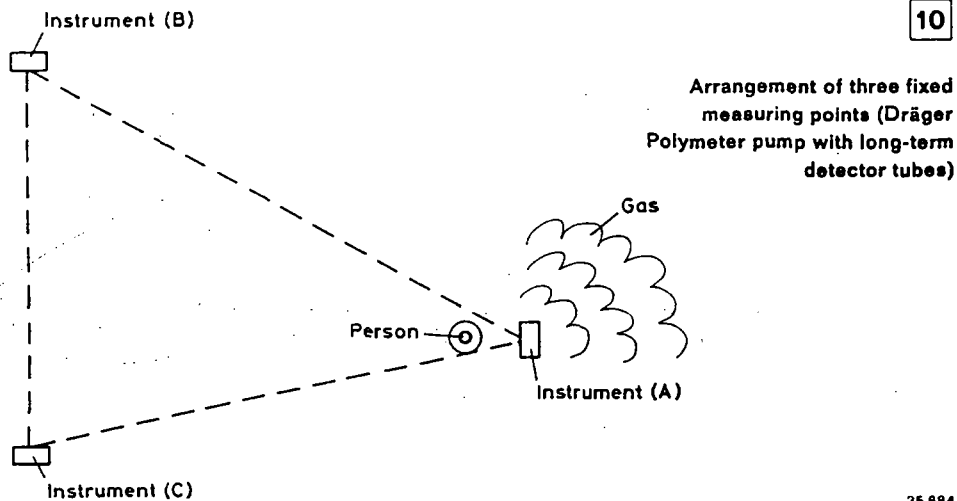 Instrument (B)
10
Arrangement of three fixed
measuring points (Dräger
Polymeter pump with long-term
detector tubes)
Gas
Person
Instrument (A)
Instrument (C)
25 884